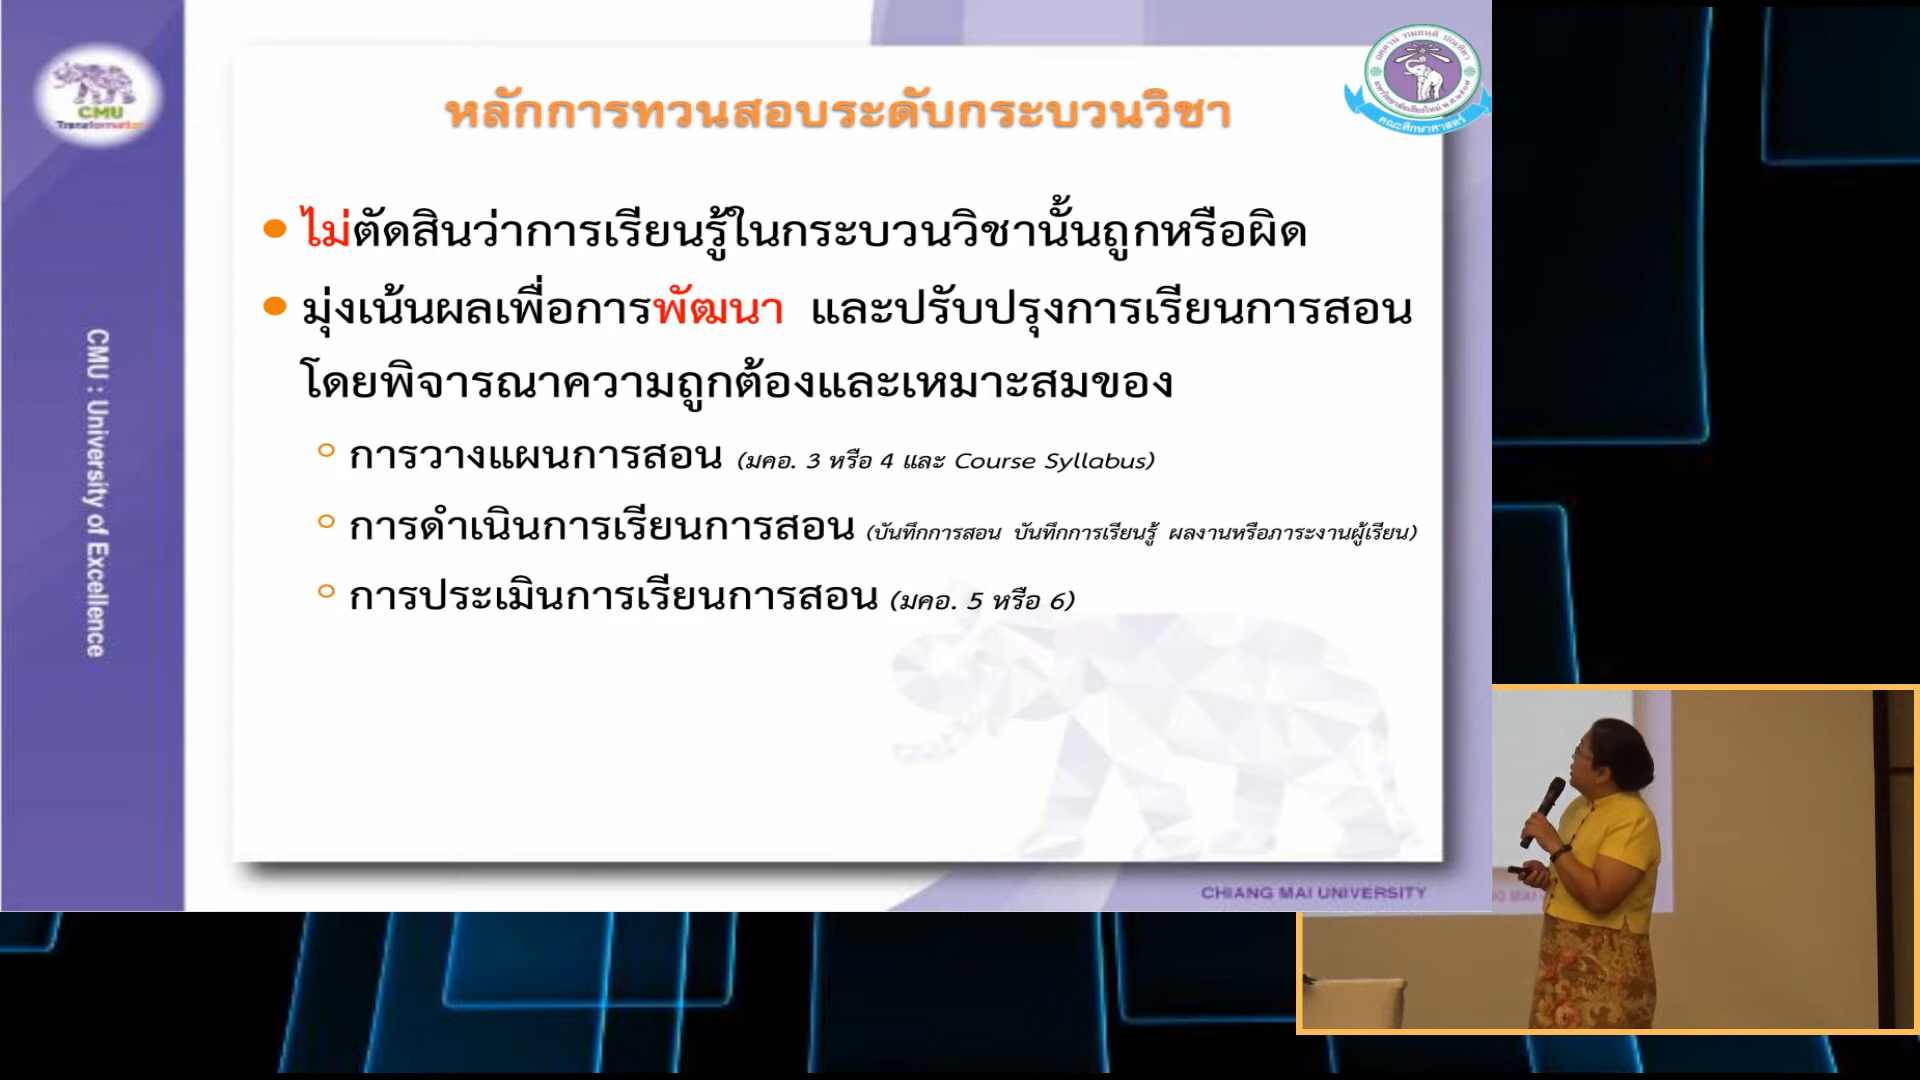 CMU
Transformation
CMU : University of Excellence
คณะศึกษาศาสตร์
หลักการทวนสอบระดับกระบวนวิชา
ไม่ตัดสินว่าการเรียนรู้ในกระบวนวิชานั้นถูกหรือผิด
มุ่งเน้นผลเพื่อการพัฒนา และปรับปรุงการเรียนการสอน
โดยพิจารณาความถูกต้องและเหมาะสมของ
การวางแผนการสอน (มคอ. 3 หรือ 4 และ Course Syllabus)
การดำเนินการเรียนการสอน (บันทึกการสอน บันทึกการเรียนรู้ ผลงานหรือภาระงานผู้เรียน)
การประเมินการเรียนการสอน (มคอ. 5 หรือ 6)
CHIANG MAI UNIVERSITY